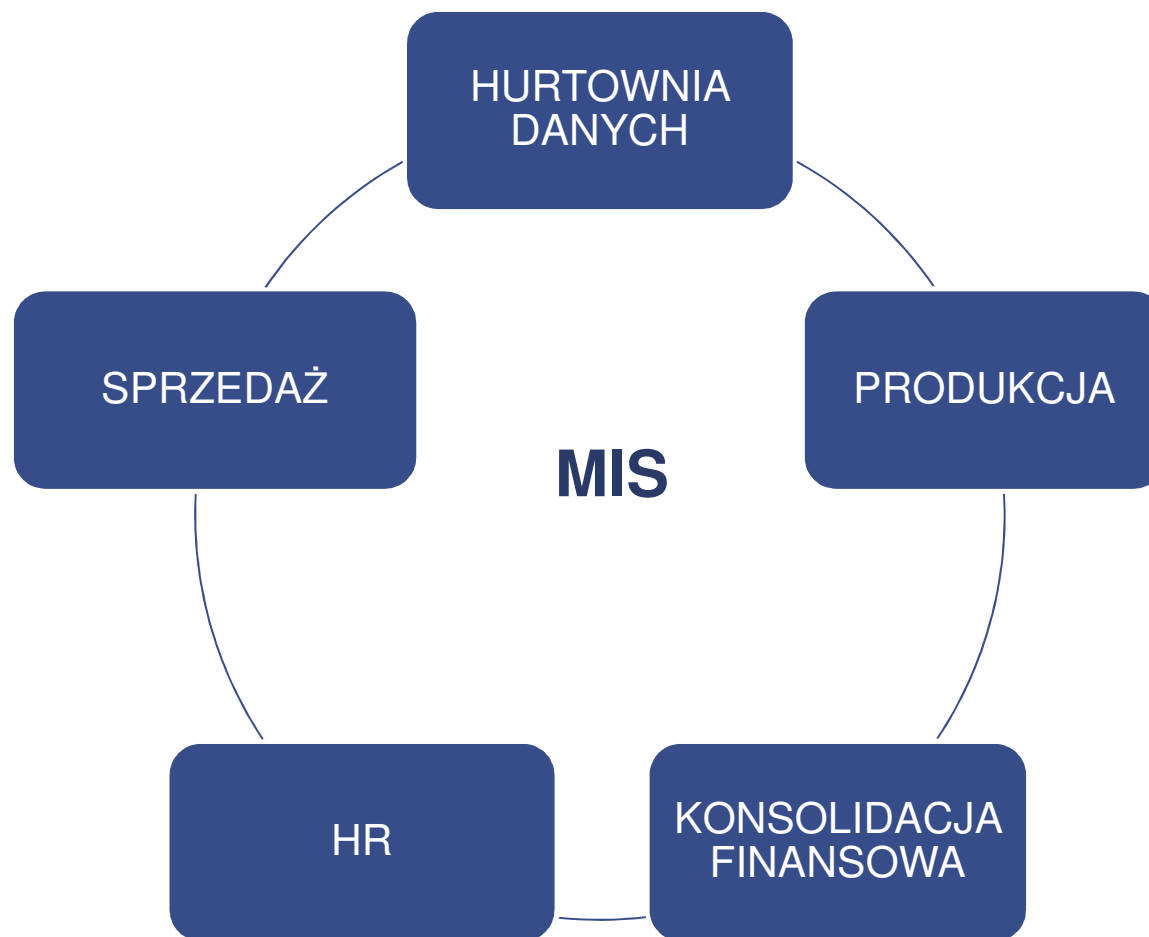 HURTOWNIA
DANYCH
SPRZEDAŻ
PRODUKCJA
MIS
HR
KONSOLIDACJA
FINANSOWA